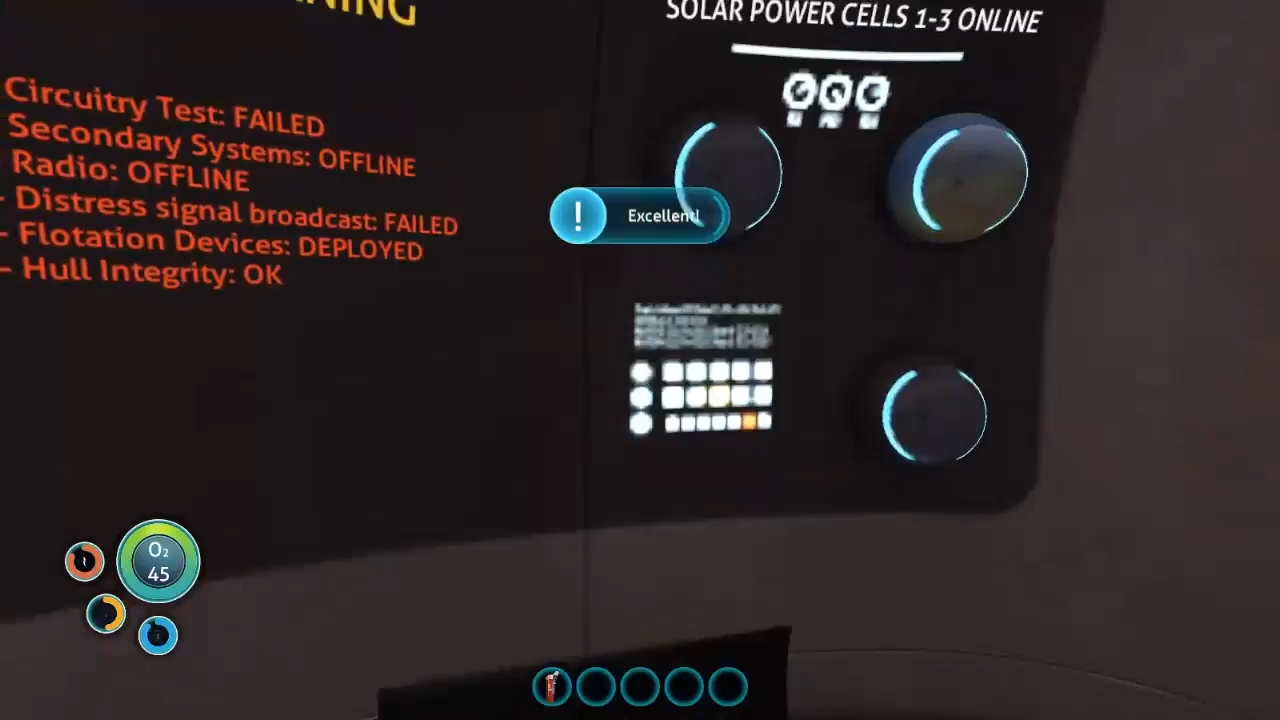 SOLAR POWER CELLS 1-3 ONLINE
Circuitry Test: FAILED
Secondary Systems: OFFLINE
Radio: OFFLINE
- Distress signal broadcast: FAILED
- Flotation Devices: DEPLOYED
- Hull Integrity: OK
! Excellent!
O₂
45